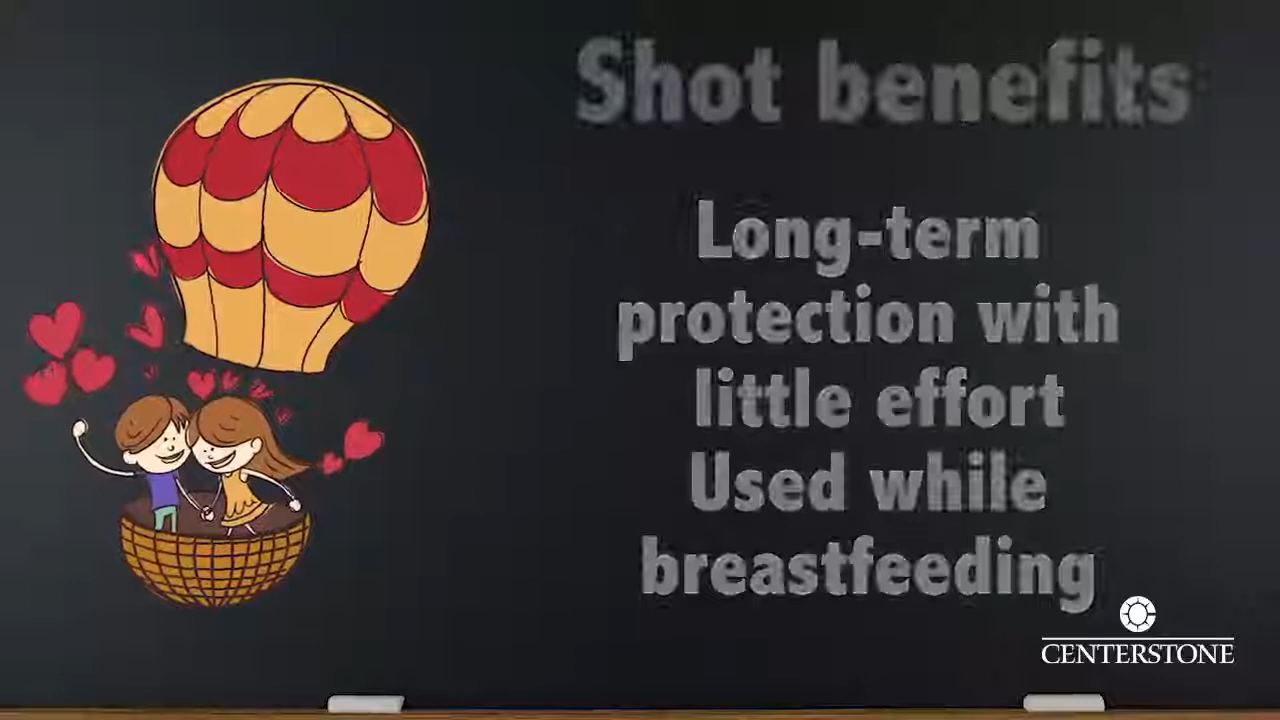 Shot benefits
Long-term
protection with
little effort
Used while
breastfeeding
CENTERSTONE